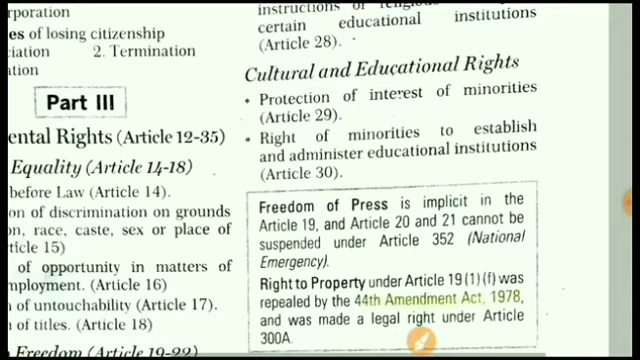 rporation
es of losing citizenship
ciation 2. Termination
ation
Part III
ental Rights (Article 12-35)
Equality (Article 14-18)
before Law (Article 14).
on of discrimination on grounds
on, race, caste, sex or place of
rticle 15)
of opportunity in matters of
mployment. (Article 16)
n of untouchability (Article 17).
n of titles. (Article 18)
Freedom (Article 19-22)
instructions of religious
certain educational institutions
(Article 28).
Cultural and Educational Rights
• Protection of interest of minorities
(Article 29).
• Right of minorities to establish
and administer educational institutions
(Article 30).
Freedom of Press is implicit in the
Article 19, and Article 20 and 21 cannot be
suspended under Article 352 (National
Emergency).
Right to Property under Article 19(1)(f) was
repealed by the 44th Amendment Act, 1978,
and was made a legal right under Article
300A.